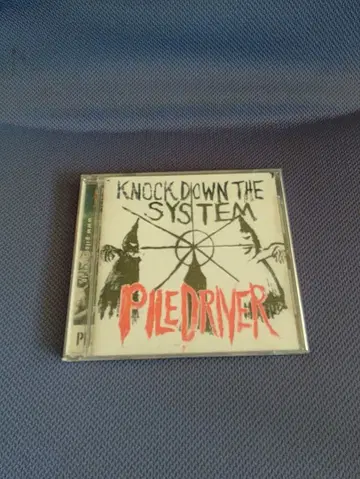 KNOCK DOWN THE
SYSTEM
PILEDRIVER